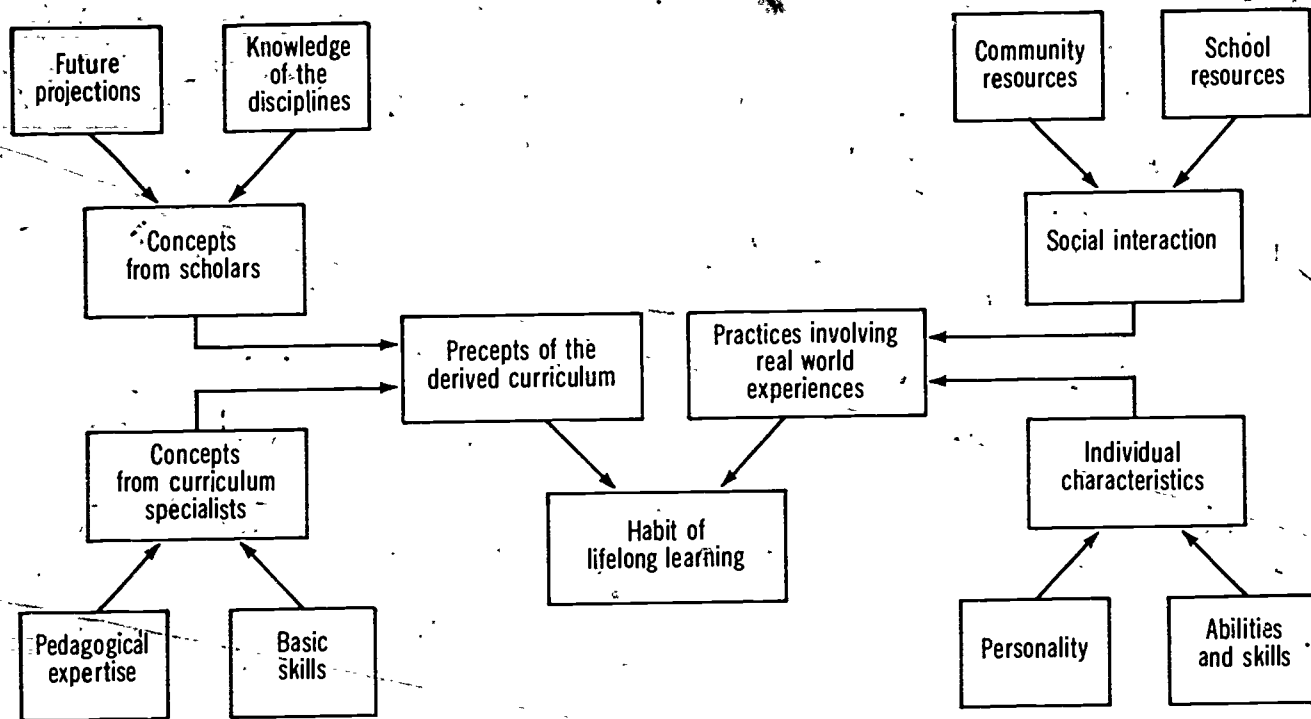 Future
projections
Knowledge
of the
disciplines
Community
resources
School
resources
Concepts
from scholars
Social interaction
Precepts of the
derived curriculum
Practices involving
real world
experiences
Concepts
from curriculum
specialists
Individual
characteristics
Habit of
lifelong learning
Pedagogical
expertise
Basic
skills
Personality
Abilities
and skills